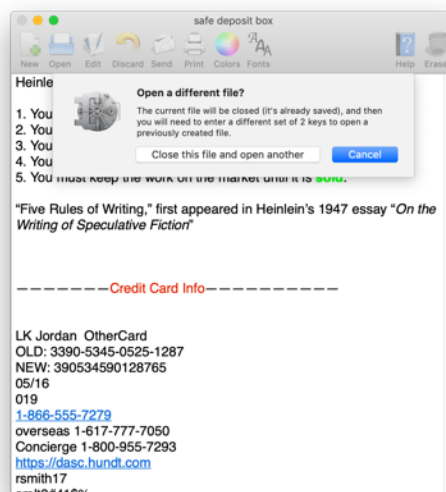 safe deposit box
New Open Edit Discard Send Print Colors Fonts Help Erase
Heinle
Open a different file?
The current file will be closed (it's already saved), and then
you will need to enter a different set of 2 keys to open a
previously created file.
Close this file and open another Cancel
1. You
2. You
3. You
4. You
5. You must keep the work on the market until it is sold.
“Five Rules of Writing,” first appeared in Heinlein’s 1947 essay “On the
Writing of Speculative Fiction”
———————Credit Card Info——————————
LK Jordan OtherCard
OLD: 3390-5345-0525-1287
NEW: 390534590128765
05/16
019
1-866-555-7279
overseas 1-617-777-7050
Concierge 1-800-955-7293
https://dasc.hundt.com
rsmith17